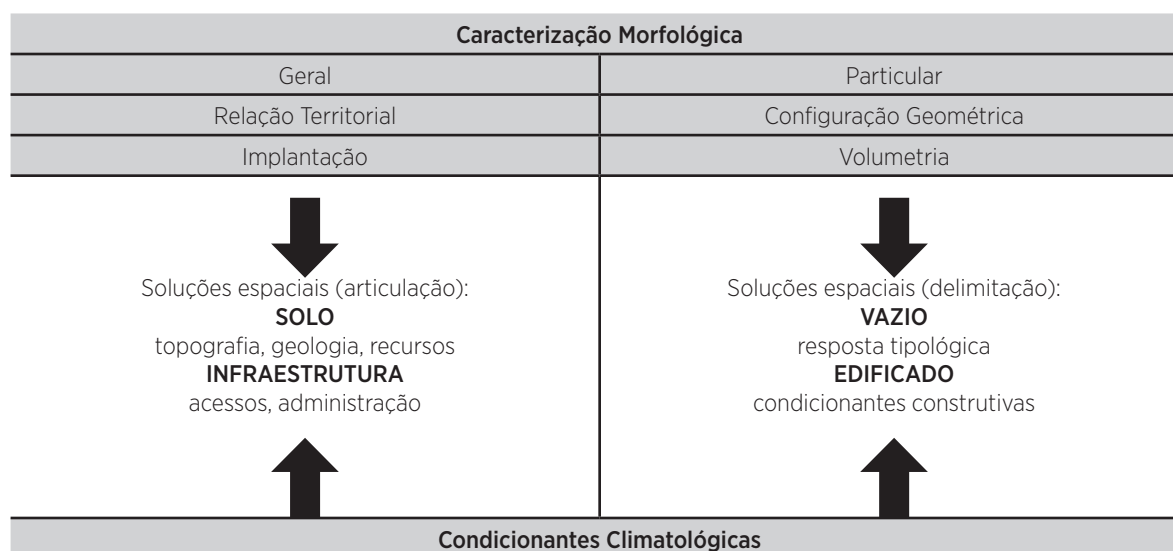 Caracterização Morfológica
Geral
Particular
Relação Territorial
Configuração Geométrica
Implantação
Volumetria
Soluções espaciais (articulação):
SOLO
topografia, geologia, recursos
INFRAESTRUTURA
acessos, administração
Soluções espaciais (delimitação):
VAZIO
resposta tipológica
EDIFICADO
condicionantes construtivas
Condicionantes Climatológicas